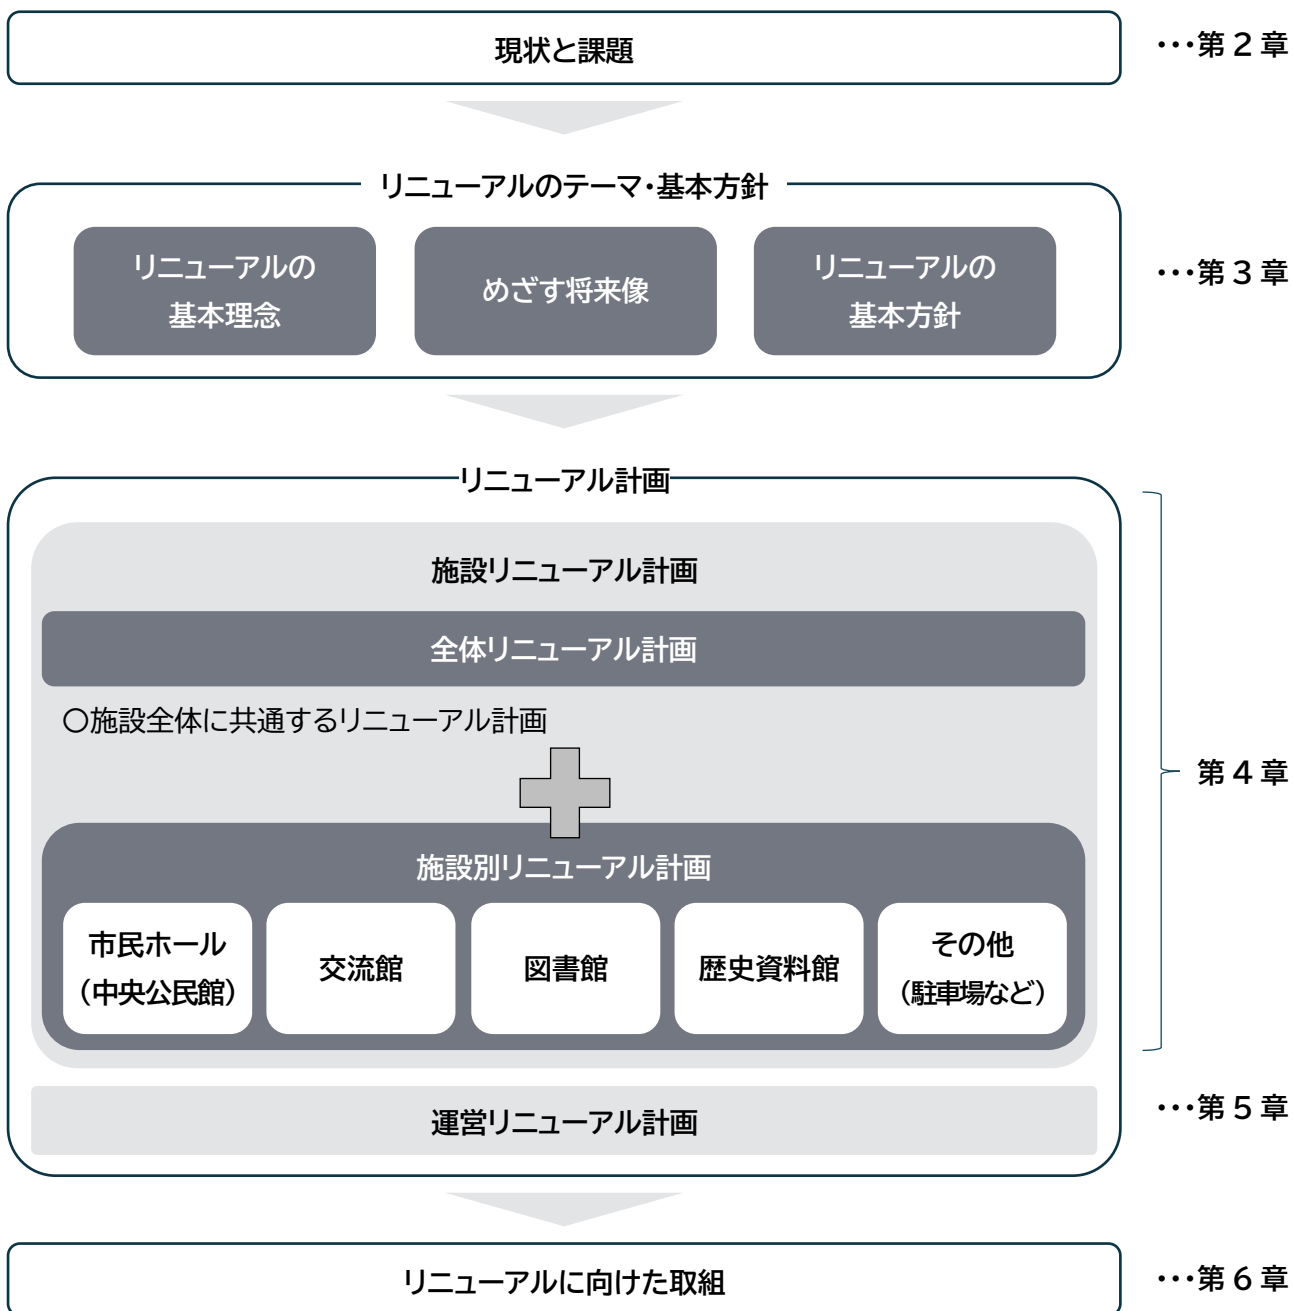 現状と課題
・・・第２章
リニューアルのテーマ・基本方針
リニューアルの
基本理念
めざす将来像
リニューアルの
基本方針
・・・第３章
リニューアル計画
施設リニューアル計画
全体リニューアル計画
〇施設全体に共通するリニューアル計画
施設別リニューアル計画
市民ホール
（中央公民館）
交流館
図書館
歴史資料館
その他
（駐車場など）
第４章
運営リニューアル計画
・・・第５章
リニューアルに向けた取組
・・・第６章